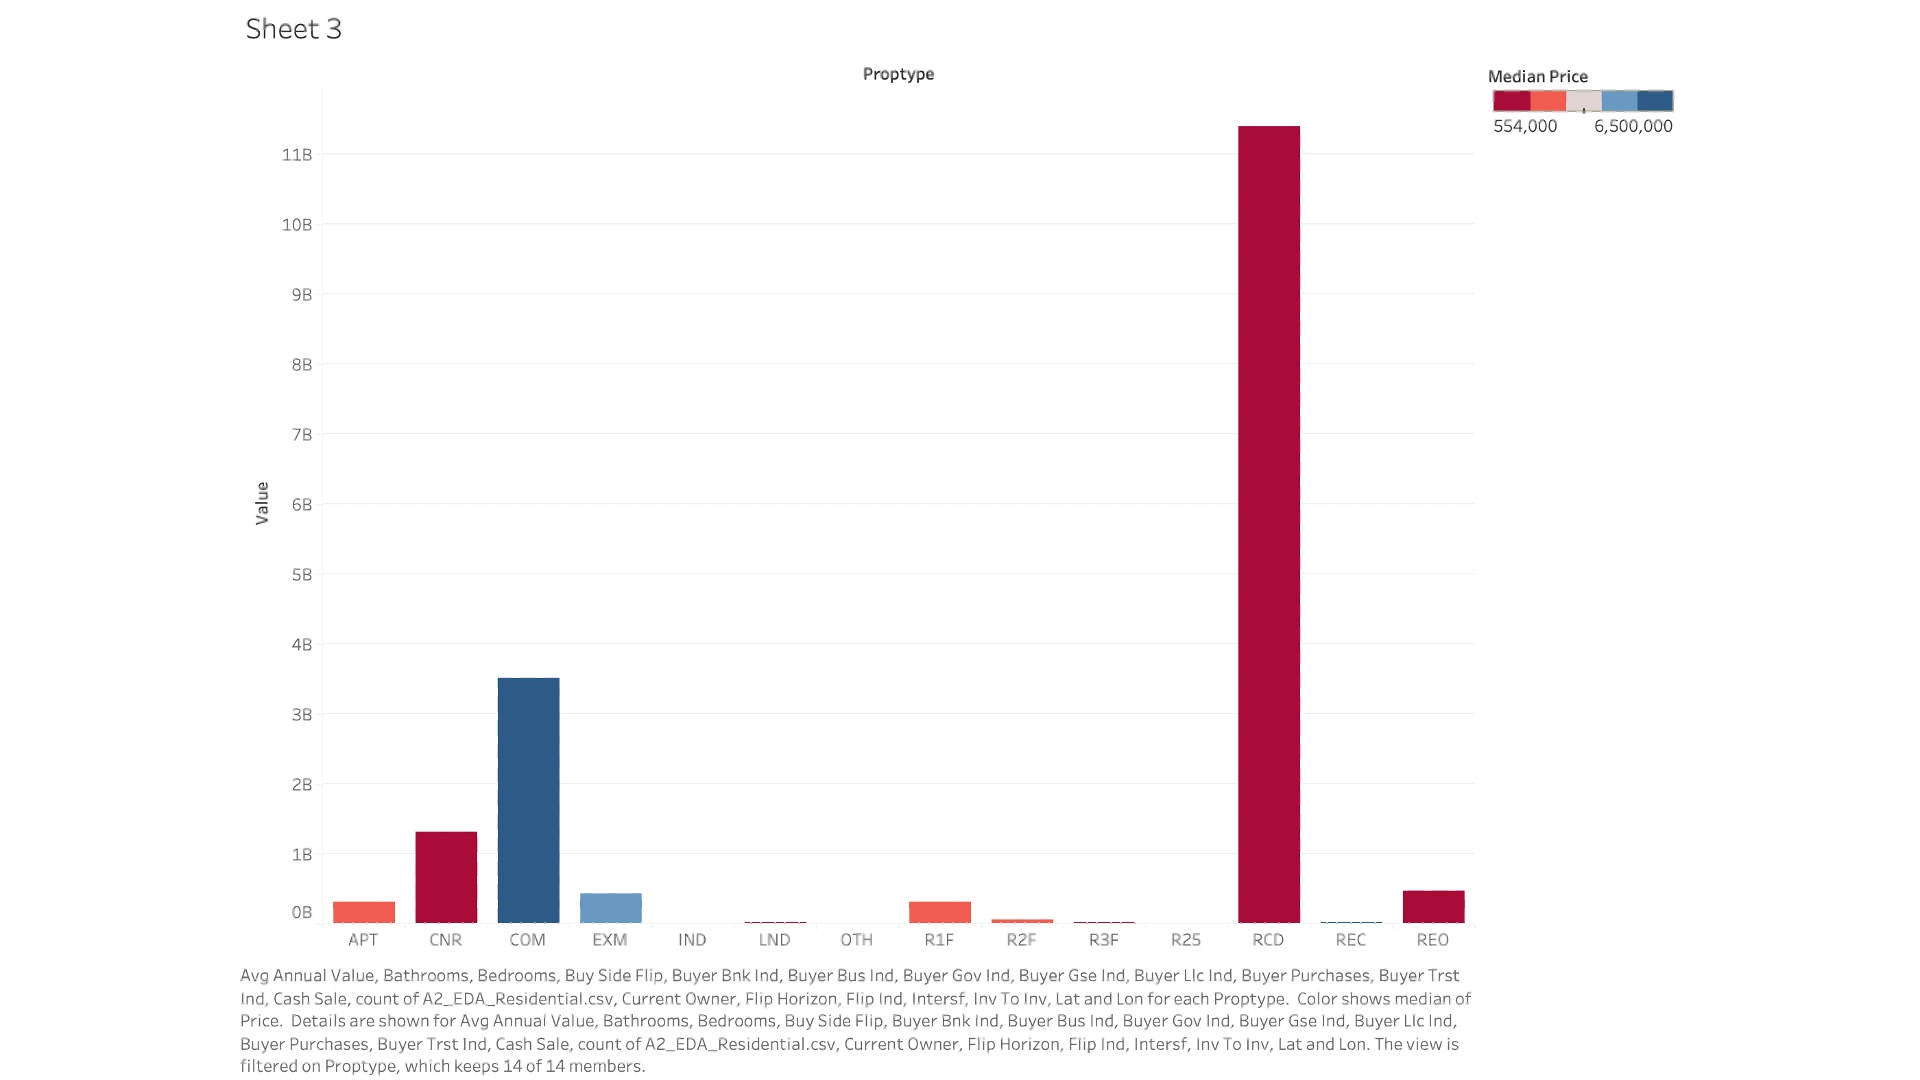 Sheet 3
Proptype
Median Price
554,000 6,500,000
11B
10B
9B
8B
7B
6B
5B
4B
3B
2B
1B
0B
Value
APT CNR COM EXM IND LND OTH R1F R2F R3F R25 RCD REC REO
Avg Annual Value, Bathrooms, Bedrooms, Buy Side Flip, Buyer Bnk Ind, Buyer Bus Ind, Buyer Gov Ind, Buyer Gse Ind, Buyer Llc Ind, Buyer Purchases, Buyer Trst
Ind, Cash Sale, count of A2_EDA_Residential.csv, Current Owner, Flip Horizon, Flip Ind, Intersf, Inv To Inv, Lat and Lon for each Proptype.  Color shows median of
Price.  Details are shown for Avg Annual Value, Bathrooms, Bedrooms, Buy Side Flip, Buyer Bnk Ind, Buyer Bus Ind, Buyer Gov Ind, Buyer Gse Ind, Buyer Llc Ind,
Buyer Purchases, Buyer Trst Ind, Cash Sale, count of A2_EDA_Residential.csv, Current Owner, Flip Horizon, Flip Ind, Intersf, Inv To Inv, Lat and Lon. The view is
filtered on Proptype, which keeps 14 of 14 members.